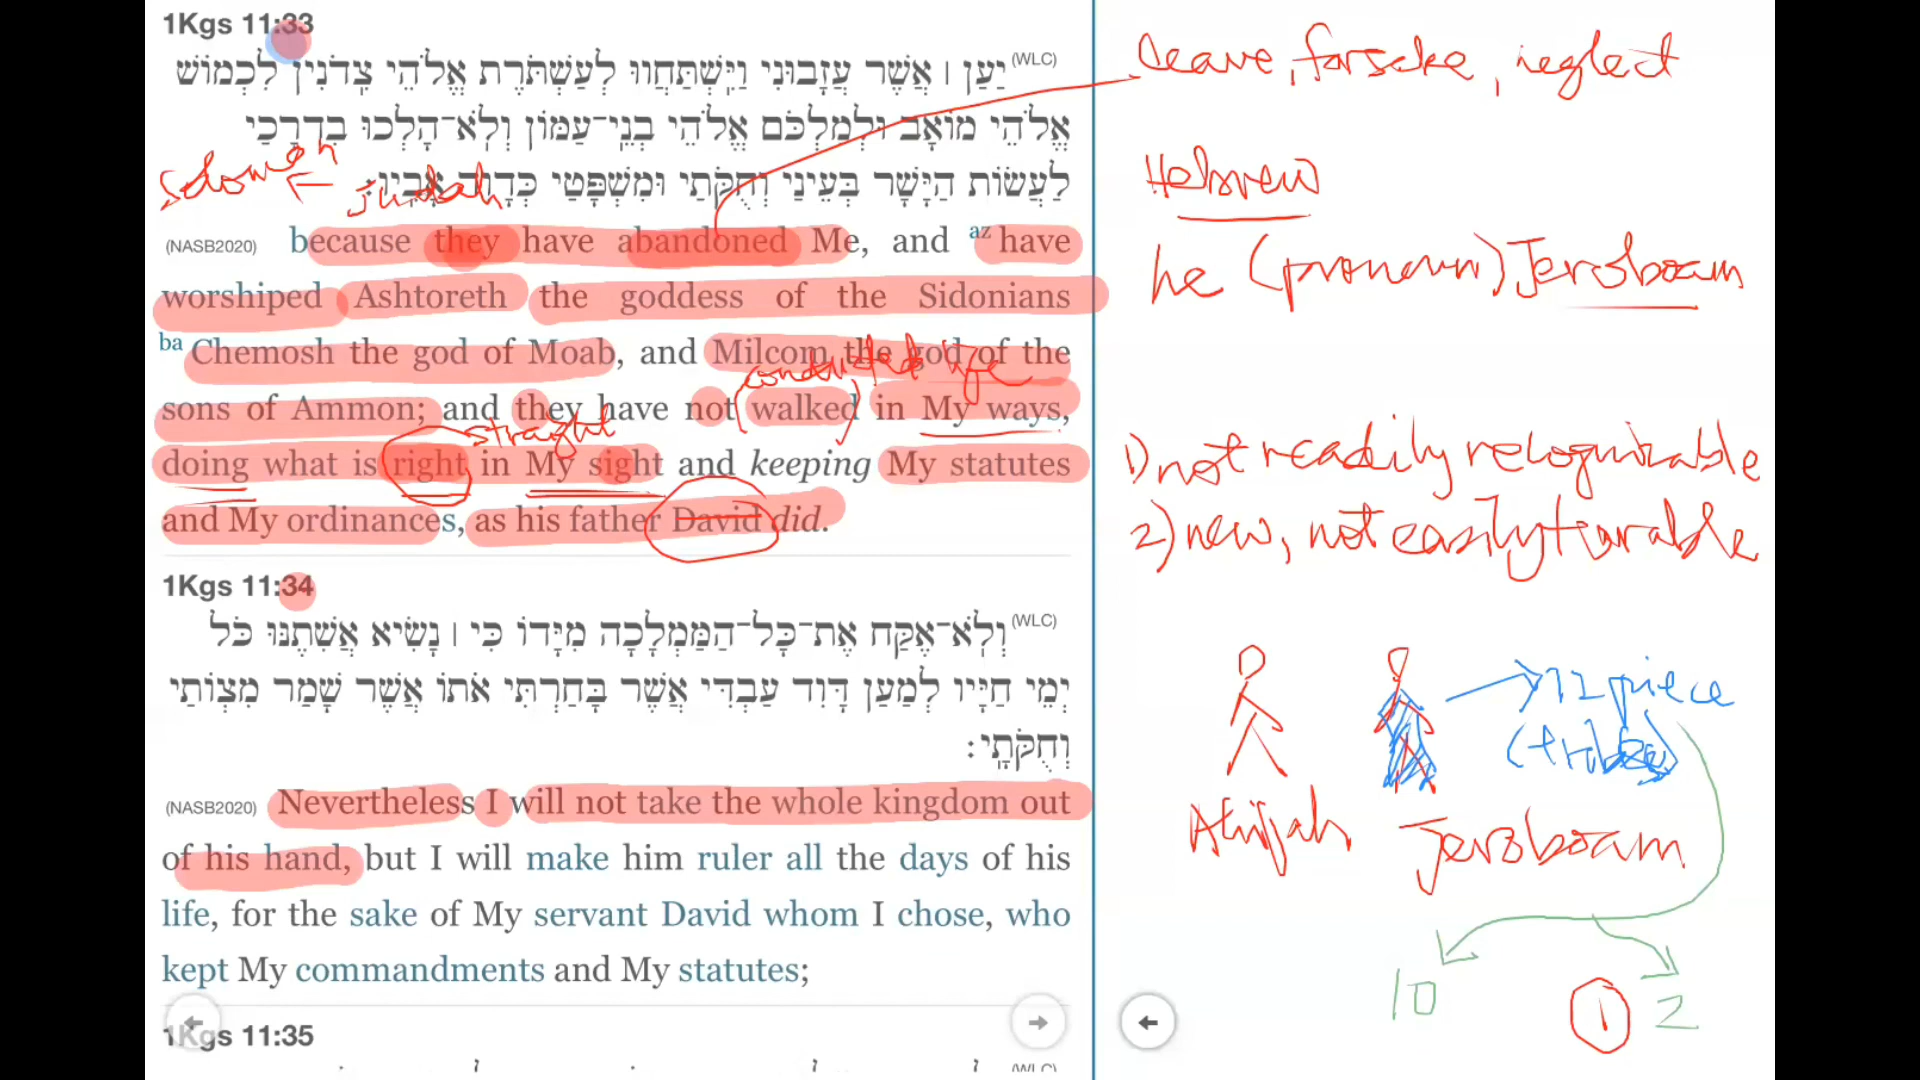 1Kgs 11:33
(WLC) יַעַן ׀ אֲשֶׁר עֲזָבוּנִי וַיִּשְׁתַּחֲווּ לְעַשְׁתֹּרֶת אֱלֹהֵי צִדֹנִין לִכְמוֹשׁ
אֱלֹהֵי מוֹאָב וּלְמִלְכֹּם אֱלֹהֵי בְנֵי־עַמּוֹן וְלֹא־הָלְכוּ בִדְרָכַי
לַעֲשׂוֹת הַיָּשָׁר בְּעֵינַי וְחֻקֹּתַי וּמִשְׁפָּטַי כְּדָוִד אָבִיו׃
Solomon ← Judah
(NASB2020) because they have abandoned Me, and az have
worshiped Ashtoreth the goddess of the Sidonians
ba Chemosh the god of Moab, and Milcom the god of the
(conducted life)
sons of Ammon; and they have not walked in My ways,
straight
doing what is right in My sight and keeping My statutes
and My ordinances, as his father David did.
1Kgs 11:34
(WLC) וְלֹא־אֶקַּח אֶת־כָּל־הַמַּמְלָכָה מִיָּדוֹ כִּי ׀ נָשִׂיא אֲשִׁתֶנּוּ כֹּל
יְמֵי חַיָּיו לְמַעַן דָּוִד עַבְדִּי אֲשֶׁר בָּחַרְתִּי אֹתוֹ אֲשֶׁר שָׁמַר מִצְוֺתַי
וְחֻקֹּתָי׃
(NASB2020) Nevertheless I will not take the whole kingdom out
of his hand, but I will make him ruler all the days of his
life, for the sake of My servant David whom I chose, who
kept My commandments and My statutes;
1Kgs 11:35
(WLC)
leave, forsake, neglect
Hebrew
he (pronoun) Jeroboam
1) not readily recognizable
2) new, not easily tearable
12 piece
Ahijah
Jeroboam
10
1 2